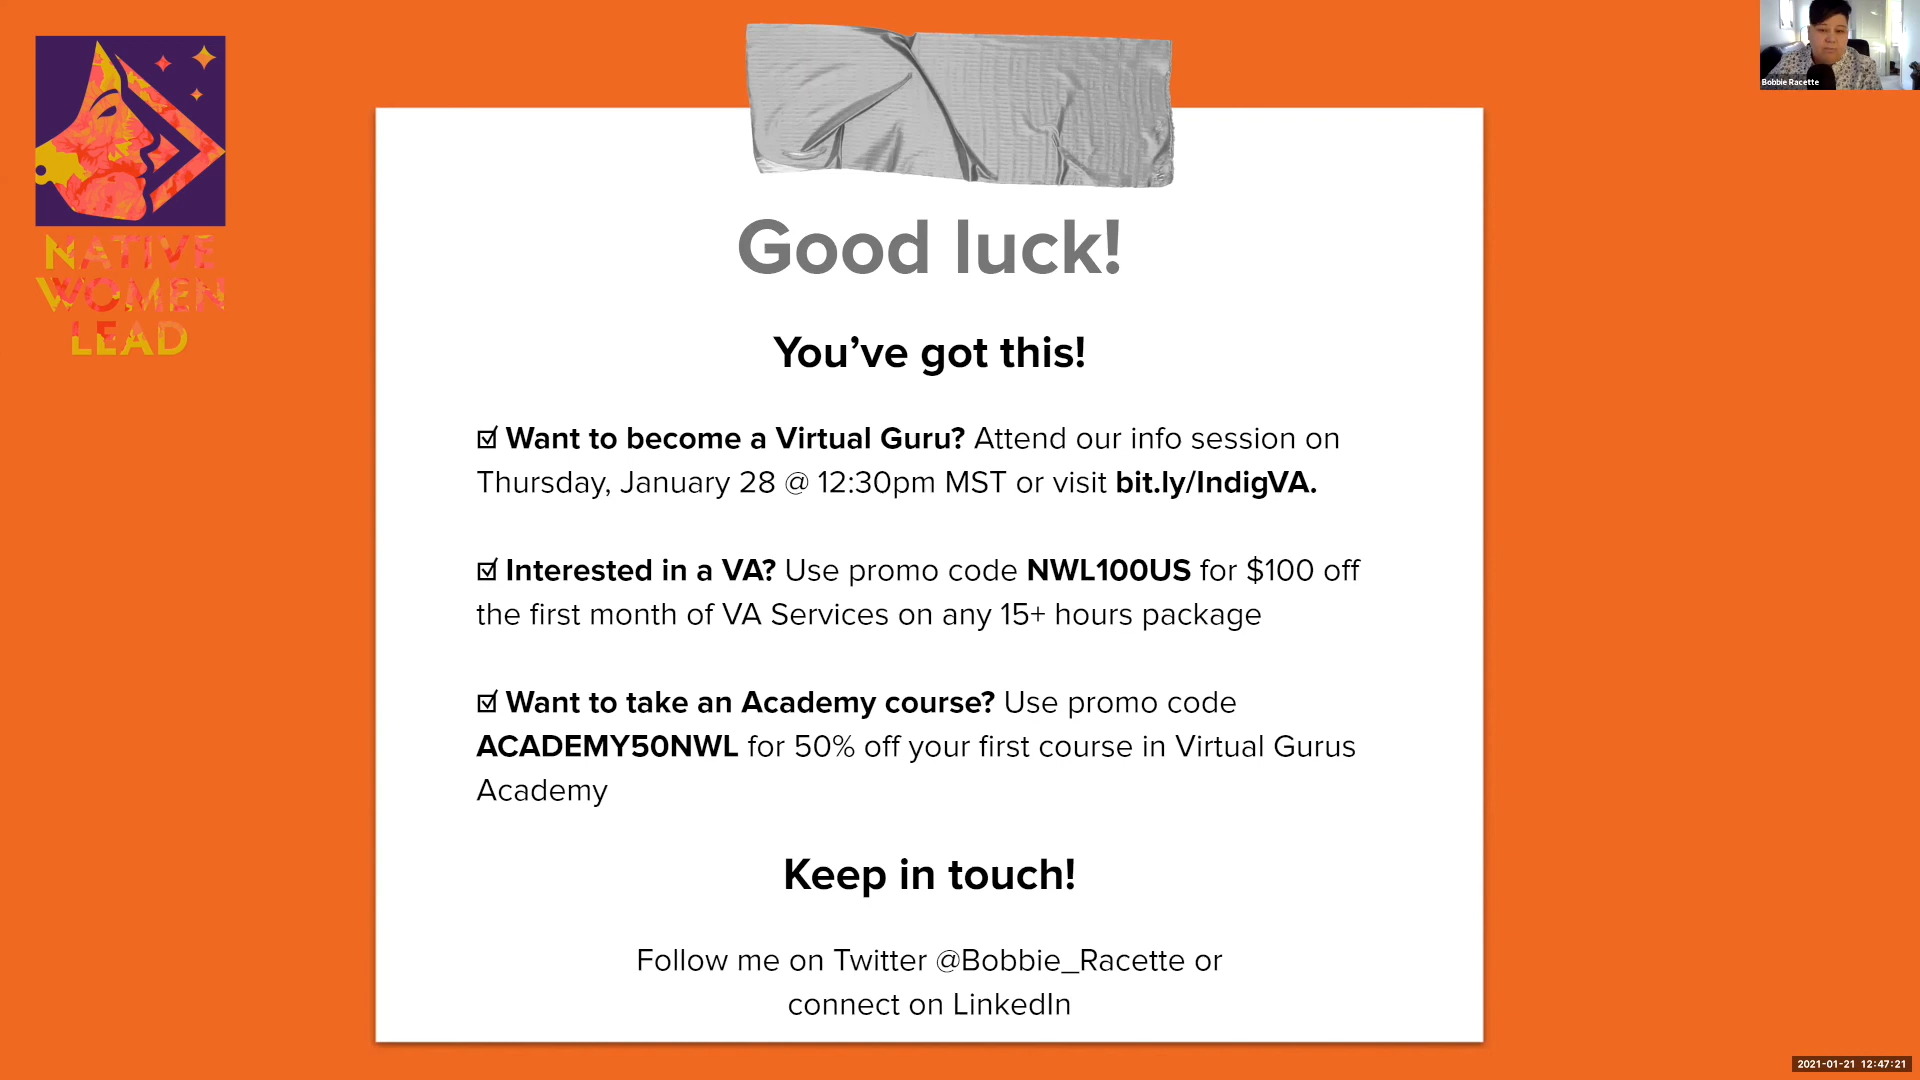 NATIVE
WOMEN
LEAD
Bobbie Racette
Good luck!
You’ve got this!
☑ Want to become a Virtual Guru? Attend our info session on
Thursday, January 28 @ 12:30pm MST or visit bit.ly/IndigVA.
☑ Interested in a VA? Use promo code NWL100US for $100 off
the first month of VA Services on any 15+ hours package
☑ Want to take an Academy course? Use promo code
ACADEMY50NWL for 50% off your first course in Virtual Gurus
Academy
Keep in touch!
Follow me on Twitter @Bobbie_Racette or
connect on LinkedIn
2021-01-21 12:47:21